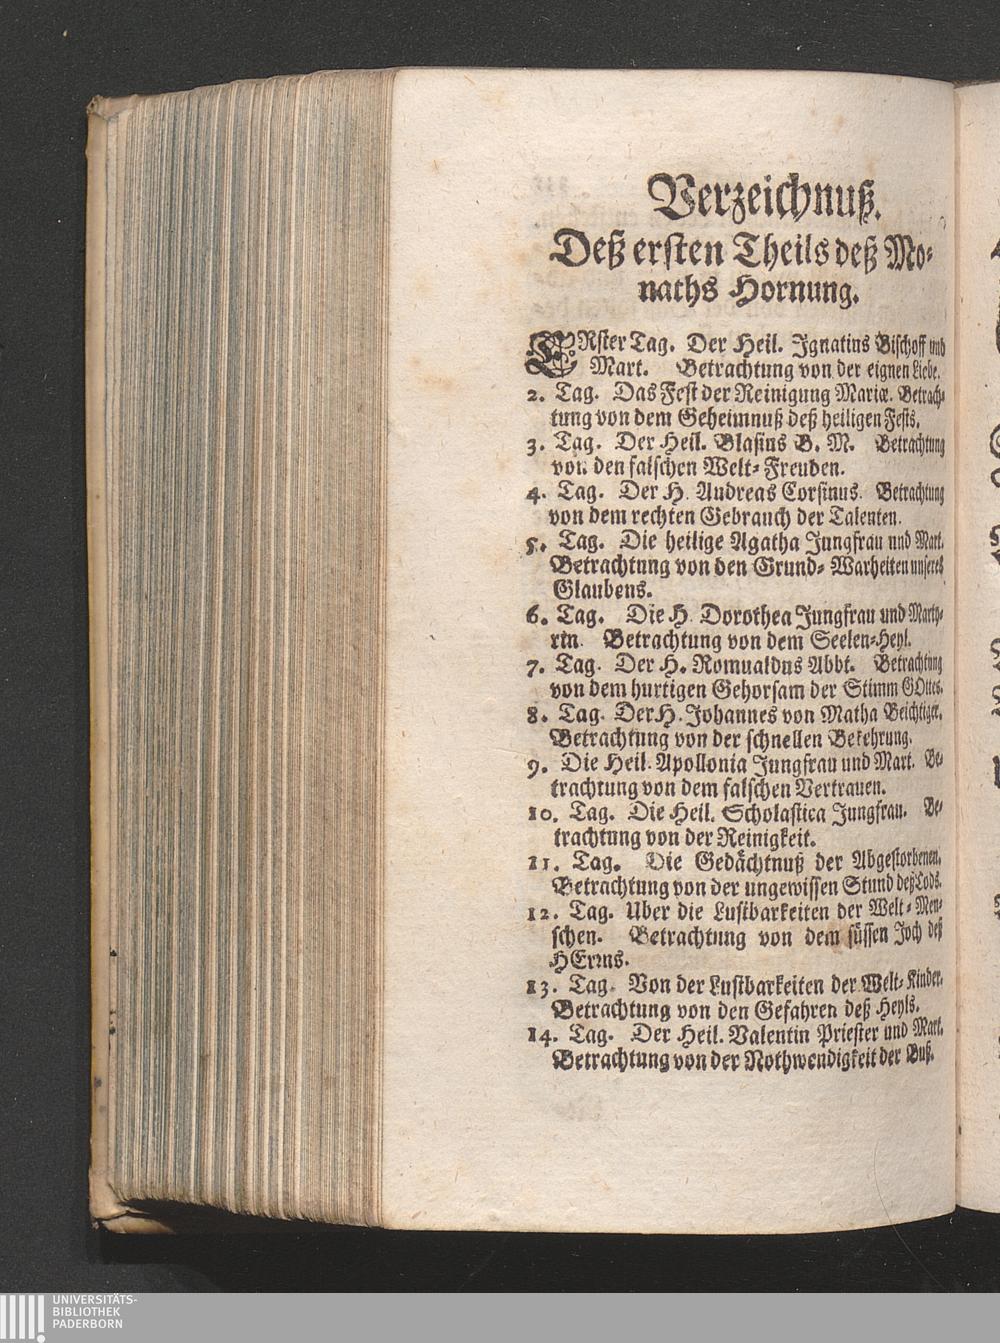 Verzeichnuß.
Deß ersten Theils deß Mo-
naths Hornung.
ERster Tag. Der Heil. Ignatius Bischoff und
Mart. Betrachtung von der eignen Liebe.
2. Tag. Das Fest der Reinigung Mariæ. Betrach-
tung von dem Geheimnuß deß heiligen Fests.
3. Tag. Der Heil. Blasius B. M. Betrachtung
von den falschen Welt-Freuden.
4. Tag. Der H. Andreas Corsinus. Betrachtung
von dem rechten Gebrauch der Talenten.
5. Tag. Die heilige Agatha Jungfrau und Mart.
Betrachtung von den Grund-Warheiten unseres
Glaubens.
6. Tag. Die H. Dorothea Jungfrau und Marty-
rin. Betrachtung von dem Seelen-Heyl.
7. Tag. Der H. Romualdus Abbt. Betrachtung
von dem hurtigen Gehorsam der Stimm GOttes.
8. Tag. Der H. Johannes von Matha Beichtiger.
Betrachtung von der schnellen Bekehrung.
9. Die Heil. Apollonia Jungfrau und Mart. Be-
trachtung von dem falschen Vertrauen.
10. Tag. Die Heil. Scholastica Jungfrau. Be-
trachtung von der Reinigkeit.
11. Tag. Die Gedächtnuß der Abgestorbenen.
Betrachtung von der ungewissen Stund deß Tods.
12. Tag. Uber die Lustbarkeiten der Welt-Men-
schen. Betrachtung von dem süssen Joch deß
HErrns.
13. Tag. Von der Lustbarkeiten der Welt-Kinder.
Betrachtung von den Gefahren deß Heyls.
14. Tag. Der Heil. Valentin Priester und Mart.
Betrachtung von der Nothwendigkeit der Buß.
UNIVERSITÄTS-
BIBLIOTHEK
PADERBORN